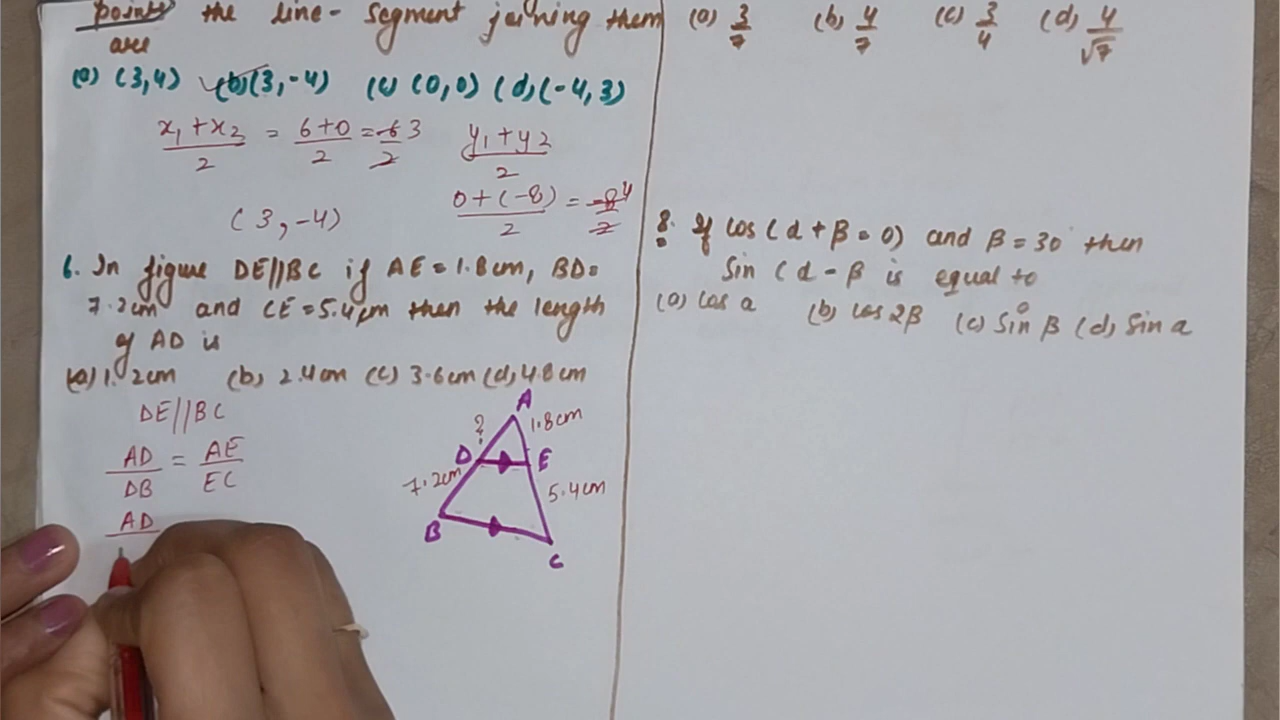 points the line-segment joining them
are
(a) (3,4) (b) (3,-4) (c) (0,0) (d) (-4,3)
x₁+x₂/2 = 6+0/2 = 6/2 3
y₁+y₂/2
0+(-8)/2 = -8/2 4
(3,-4)
6. In figure DE||BC if AE=1.8cm, BD=
7.2cm and CE=5.4cm then the length
of AD is
(a) 1.2cm (b) 2.4cm (c) 3.6cm (d) 4.8cm
DE||BC
AD/DB = AE/EC
AD
A
?
1.8cm
D
E
7.2cm
5.4cm
B
C
(a) 3/7 (b) 4/7 (c) 3/4 (d) 4/√7
8. If cos(α+β=0) and β=30 then
Sin(α-β is equal to
(a) cos a (b) cos 2β (c) Sin β (d) Sin a